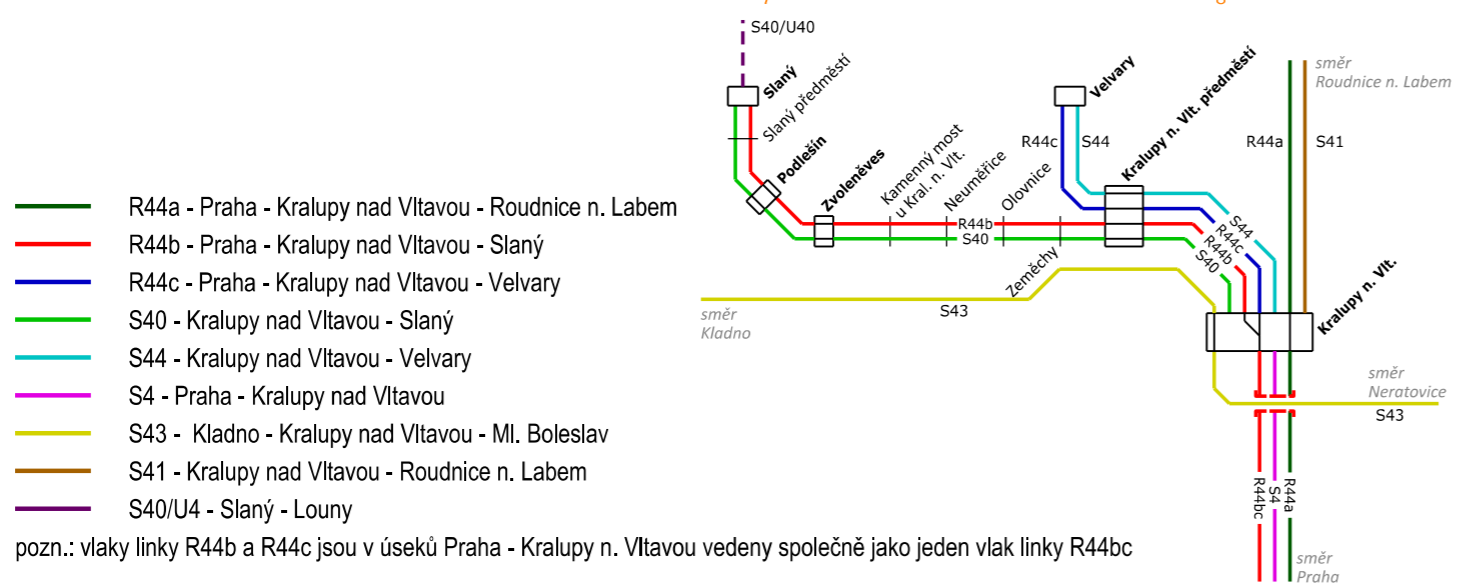 S40/U40
Slaný
Slaný předměstí
Podlešín
Zvoleněves
Kamenný most
u Kral. n. Vlt.
Neuměřice
Olovnice
Zeměchy
R44b
S40
Velvary
R44c
S44
Kralupy n. Vlt. předměstí
S44
R44c
R44b
S40
směr
Roudnice n. Labem
R44a
S41
Kralupy n. Vlt.
směr
Kladno
S43
směr
Neratovice
S43
R44bc
S4
R44a
směr
Praha
R44a - Praha - Kralupy nad Vltavou - Roudnice n. Labem
R44b - Praha - Kralupy nad Vltavou - Slaný
R44c - Praha - Kralupy nad Vltavou - Velvary
S40 - Kralupy nad Vltavou - Slaný
S44 - Kralupy nad Vltavou - Velvary
S4 - Praha - Kralupy nad Vltavou
S43 - Kladno - Kralupy nad Vltavou - Ml. Boleslav
S41 - Kralupy nad Vltavou - Roudnice n. Labem
S40/U4 - Slaný - Louny
pozn.: vlaky linky R44b a R44c jsou v úseků Praha - Kralupy n. Vltavou vedeny společně jako jeden vlak linky R44bc